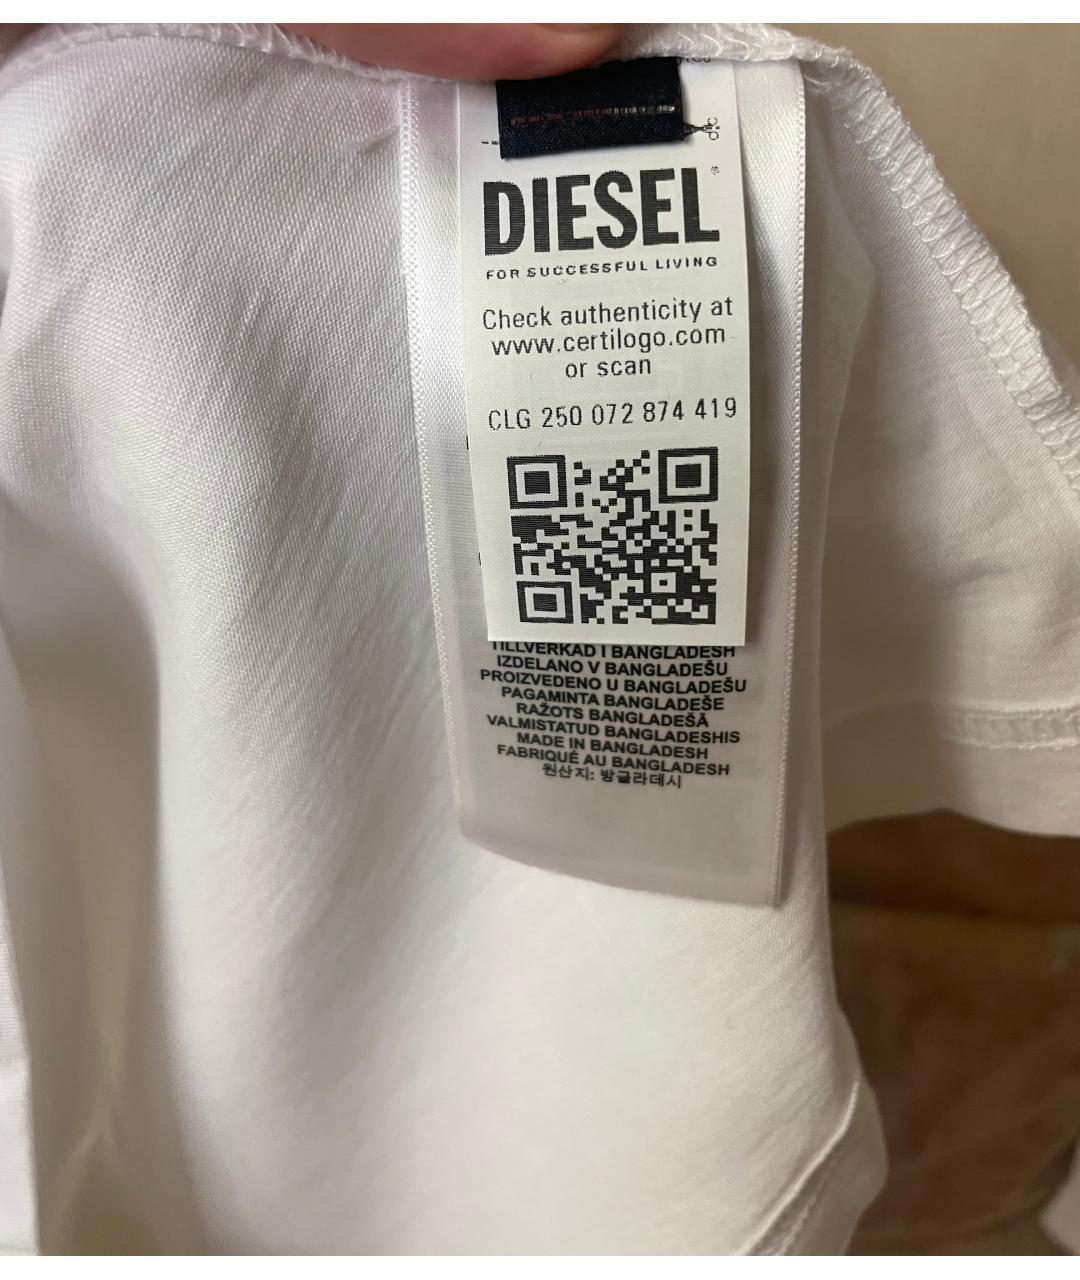 DIESEL
FOR SUCCESSFUL LIVING
Check authenticity at
www.certilogo.com
or scan
CLG 250 072 874 419
TILLVERKAD I BANGLADESH
IZDELANO V BANGLADEŠU
PROIZVEDENO U BANGLADEŠU
PAGAMINTA BANGLADEŠE
RAŽOTS BANGLADEŠĀ
VALMISTATUD BANGLADESHIS
MADE IN BANGLADESH
FABRIQUÉ AU BANGLADESH
원산지: 방글라데시